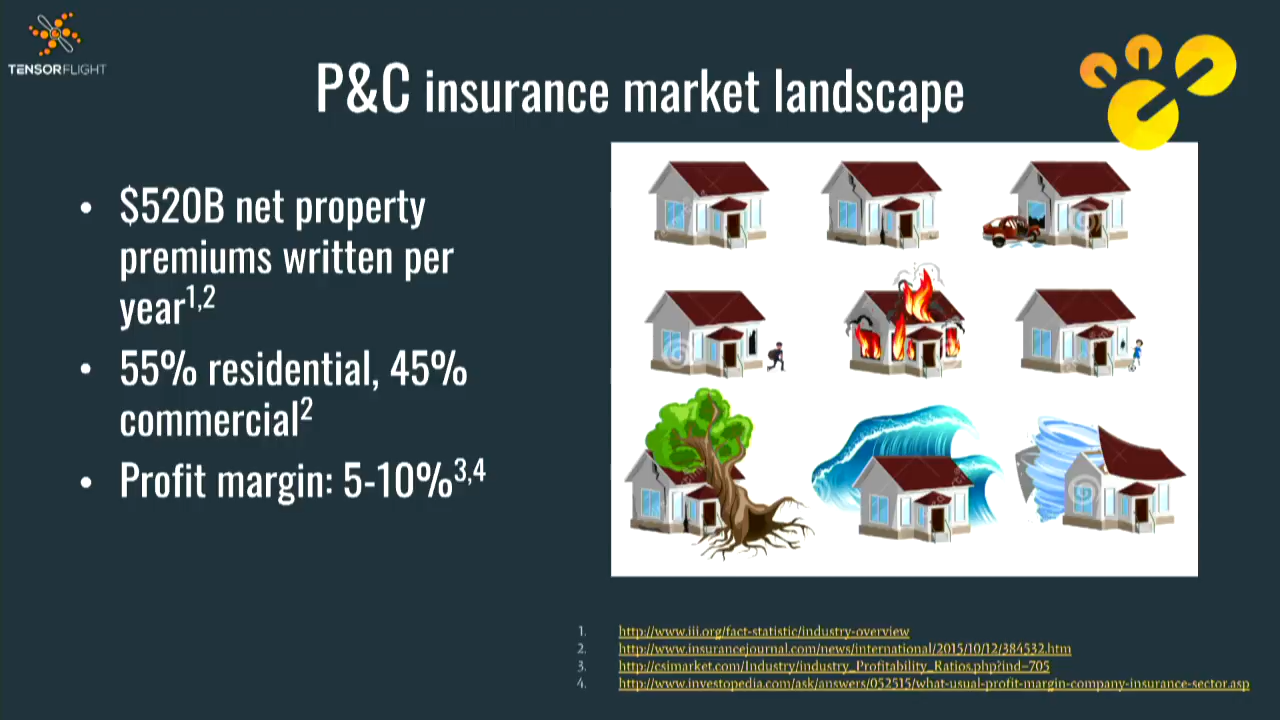 TENSORFLIGHT
P&C insurance market landscape
• $520B net property
premiums written per
year1,2
• 55% residential, 45%
commercial2
• Profit margin: 5-10%3,4
1. http://www.iii.org/fact-statistic/industry-overview
2. http://www.insurancejournal.com/news/international/2015/10/12/384532.htm
3. http://csimarket.com/Industry/industry_Profitability_Ratios.php?ind=705
4. http://www.investopedia.com/ask/answers/052515/what-usual-profit-margin-company-insurance-sector.asp